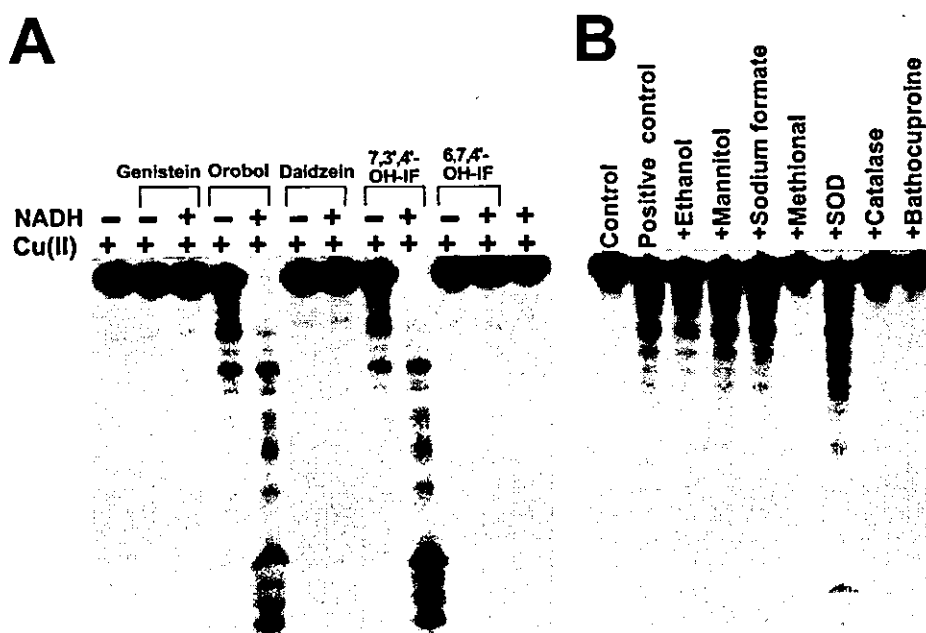 A
7,3',4'- 6,7,4'-
Genistein Orobol Daidzein OH-IF OH-IF
NADH − − + − + − + − + − + +
Cu(II) + + + + + + + + + + + +
B
Control
Positive control
+Ethanol
+Mannitol
+Sodium formate
+Methional
+SOD
+Catalase
+Bathocuproine